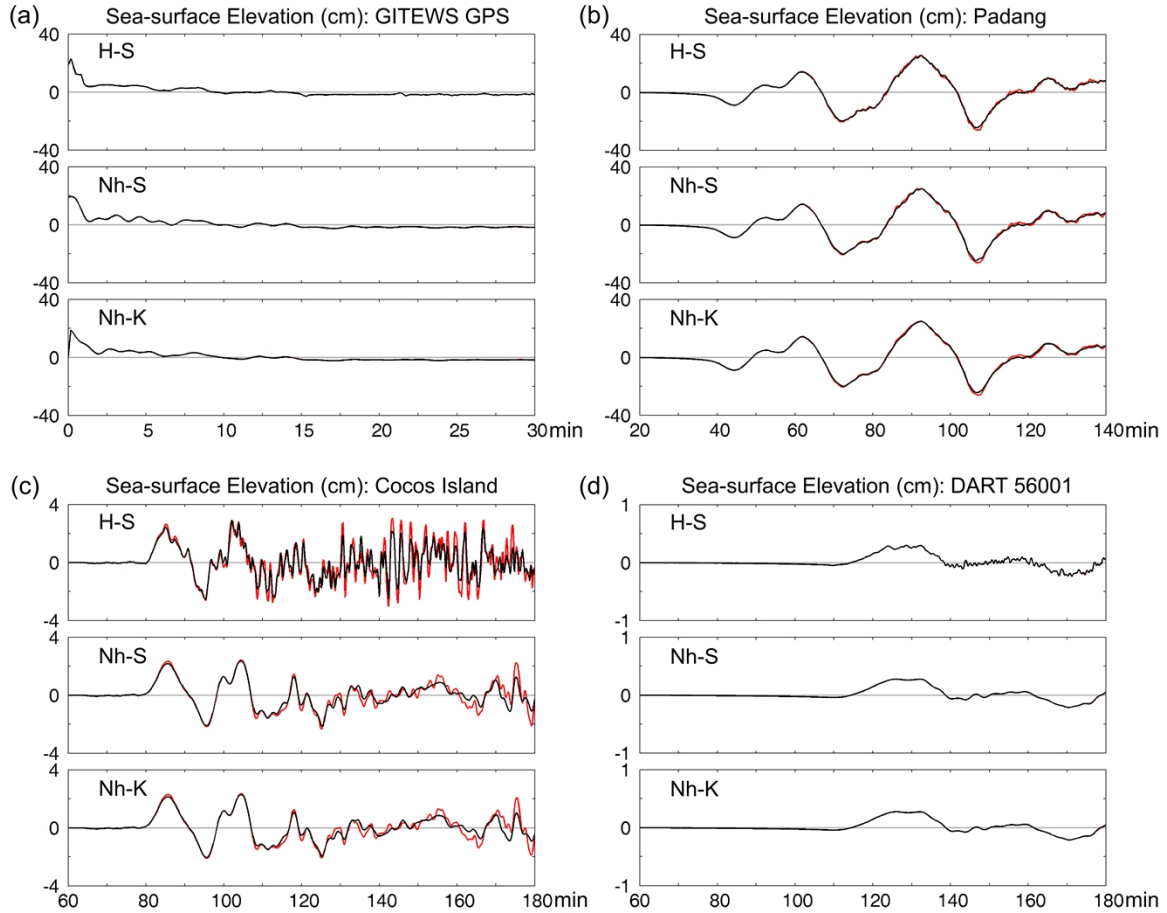 (a) Sea-surface Elevation (cm): GITEWS GPS
40
H-S
0
-40
40
Nh-S
0
-40
40
Nh-K
0
-40
0 5 10 15 20 25 30 min
(b) Sea-surface Elevation (cm): Padang
40
H-S
0
-40
40
Nh-S
0
-40
40
Nh-K
0
-40
20 40 60 80 100 120 140 min
(c) Sea-surface Elevation (cm): Cocos Island
4
H-S
0
-4
4
Nh-S
0
-4
4
Nh-K
0
-4
60 80 100 120 140 160 180 min
(d) Sea-surface Elevation (cm): DART 56001
1
H-S
0
-1
1
Nh-S
0
-1
1
Nh-K
0
-1
60 80 100 120 140 160 180 min